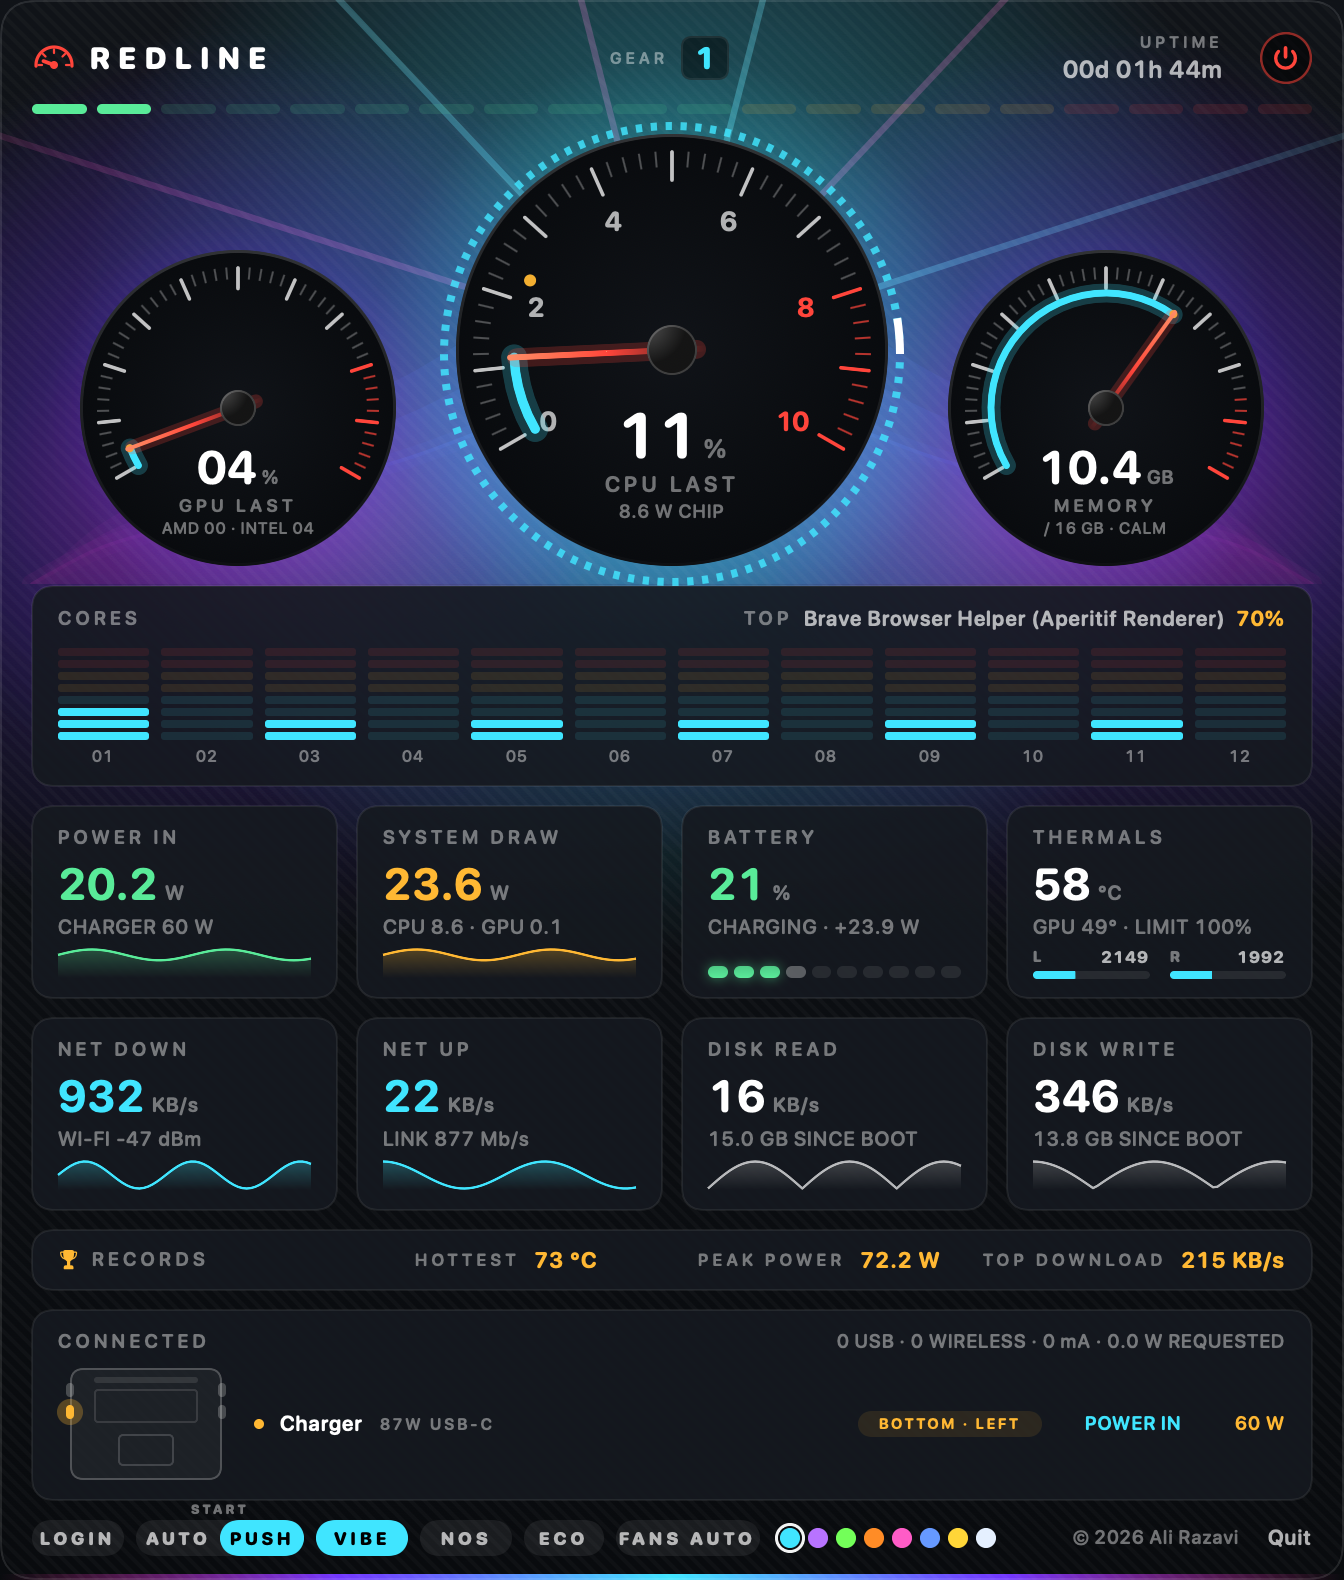 REDLINE
GEAR 1
UPTIME
00d 01h 44m
4 6
2 8
0 10
11 %
CPU LAST
8.6 W CHIP
04 %
GPU LAST
AMD 00 · INTEL 04
10.4 GB
MEMORY
/ 16 GB · CALM
CORES TOP Brave Browser Helper (Aperitif Renderer) 70%
01 02 03 04 05 06 07 08 09 10 11 12
POWER IN
20.2 W
CHARGER 60 W
SYSTEM DRAW
23.6 W
CPU 8.6 · GPU 0.1
BATTERY
21 %
CHARGING · +23.9 W
THERMALS
58 °C
GPU 49° · LIMIT 100%
L 2149 R 1992
NET DOWN
932 KB/s
WI-FI -47 dBm
NET UP
22 KB/s
LINK 877 Mb/s
DISK READ
16 KB/s
15.0 GB SINCE BOOT
DISK WRITE
346 KB/s
13.8 GB SINCE BOOT
RECORDS HOTTEST 73 °C PEAK POWER 72.2 W TOP DOWNLOAD 215 KB/s
CONNECTED 0 USB · 0 WIRELESS · 0 mA · 0.0 W REQUESTED
Charger 87W USB-C BOTTOM · LEFT POWER IN 60 W
START
LOGIN AUTO PUSH VIBE NOS ECO FANS AUTO © 2026 Ali Razavi Quit